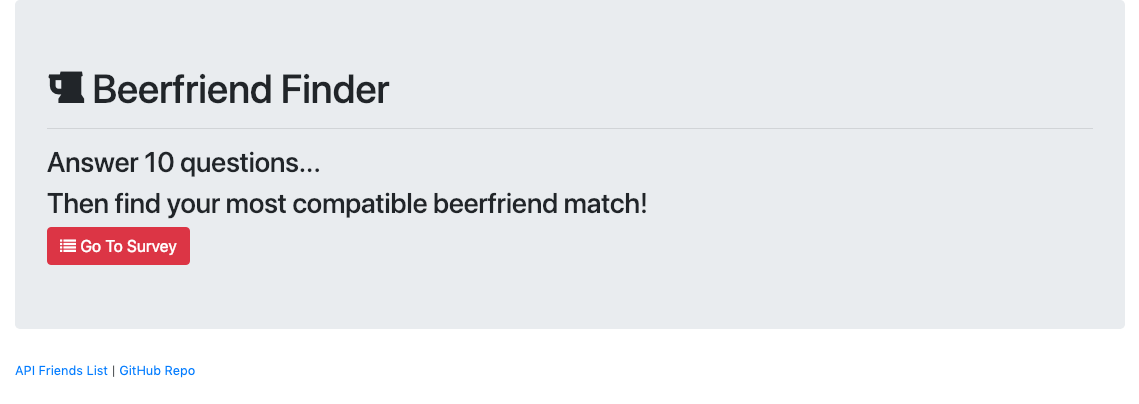 Beerfriend Finder
Answer 10 questions...
Then find your most compatible beerfriend match!
Go To Survey
API Friends List | GitHub Repo